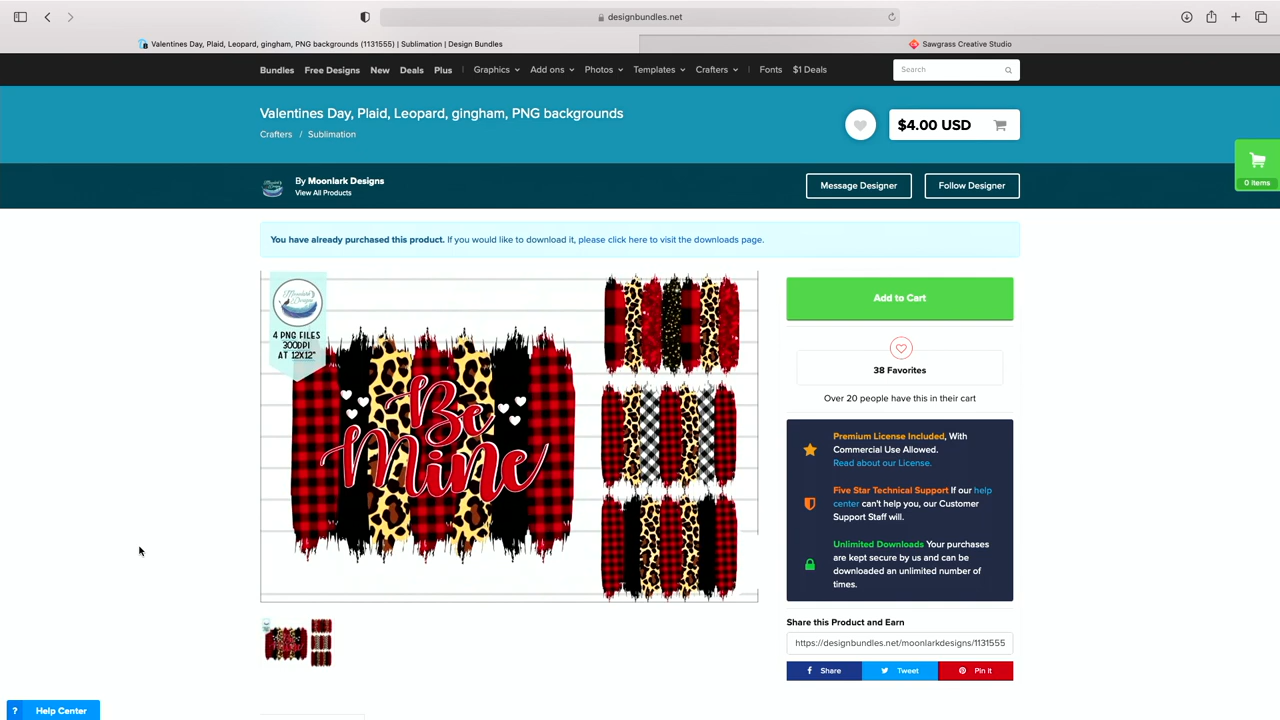 designbundles.net
Valentines Day, Plaid, Leopard, gingham, PNG backgrounds (1131555) | Sublimation | Design Bundles
Sawgrass Creative Studio
Bundles Free Designs New Deals Plus Graphics Add ons Photos Templates Crafters Fonts $1 Deals Search
Valentines Day, Plaid, Leopard, gingham, PNG backgrounds
Crafters / Sublimation
$4.00 USD
0 Items
By Moonlark Designs
View All Products
Message Designer Follow Designer
You have already purchased this product. If you would like to download it, please click here to visit the downloads page.
Moonlark
Designs
4 PNG FILES
300DPI
AT 12X12"
Be
Mine
Add to Cart
38 Favorites
Over 20 people have this in their cart
Premium License Included, With
Commercial Use Allowed.
Read about our License.
Five Star Technical Support If our help
center can't help you, our Customer
Support Staff will.
Unlimited Downloads Your purchases
are kept secure by us and can be
downloaded an unlimited number of
times.
Share this Product and Earn
https://designbundles.net/moonlarkdesigns/1131555
Share Tweet Pin it
? Help Center